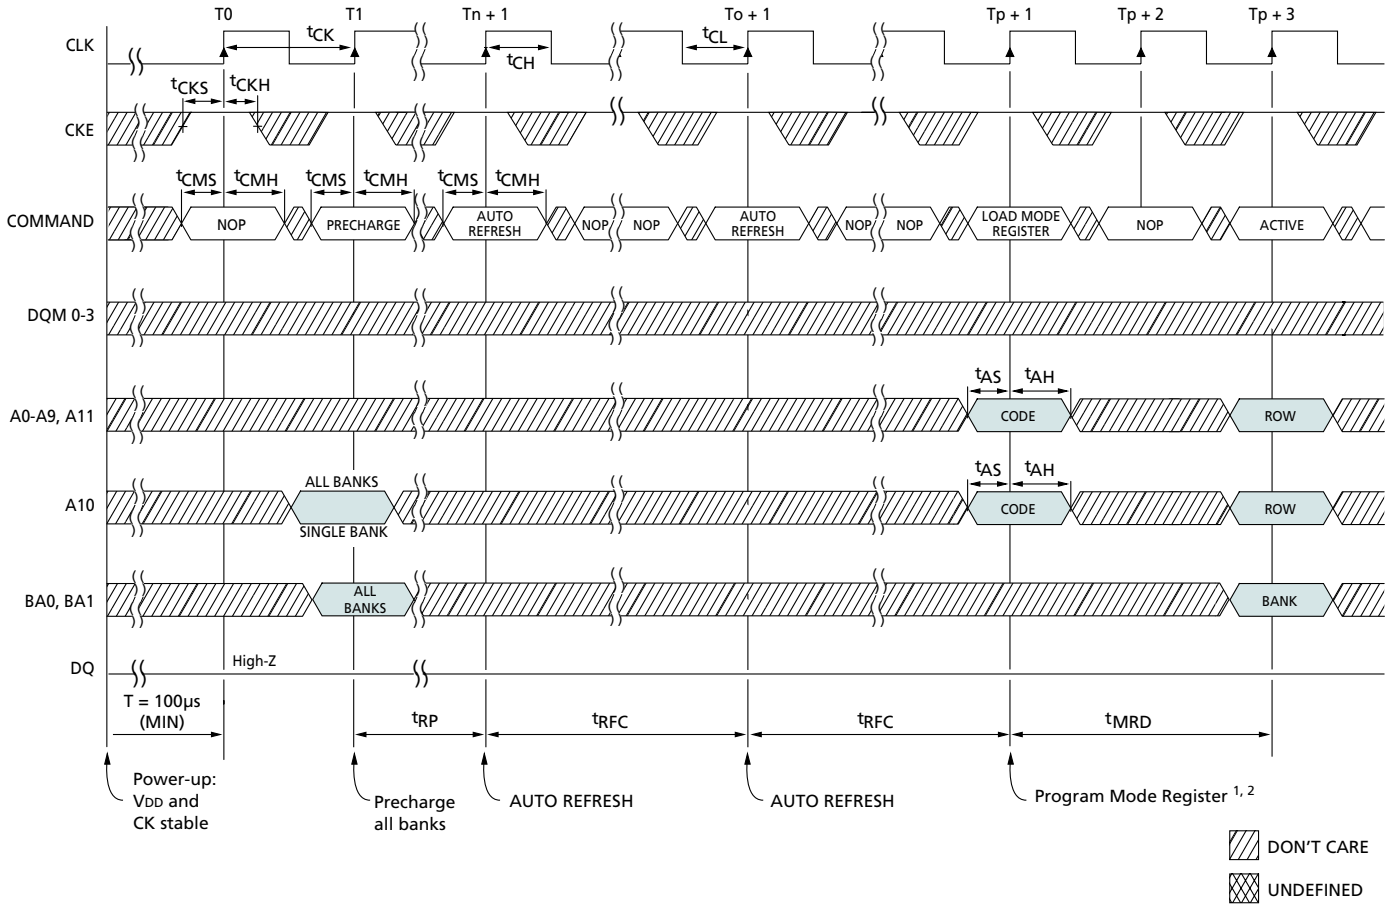 T0 T1 Tn + 1 To + 1 Tp + 1 Tp + 2 Tp + 3
CLK
tCK
tCH
tCL
tCKS tCKH
CKE
tCMS tCMH tCMS tCMH tCMS tCMH
COMMAND
NOP
PRECHARGE
AUTO
REFRESH
NOP
NOP
AUTO
REFRESH
NOP
NOP
LOAD MODE
REGISTER
NOP
ACTIVE
DQM 0-3
tAS tAH
A0-A9, A11
CODE
ROW
ALL BANKS
tAS tAH
A10
CODE
ROW
SINGLE BANK
BA0, BA1
ALL
BANKS
BANK
DQ
High-Z
T = 100µs
(MIN)
tRP
tRFC
tRFC
tMRD
Power-up:
VDD and
CK stable
Precharge
all banks
AUTO REFRESH
AUTO REFRESH
Program Mode Register 1, 2
DON'T CARE
UNDEFINED